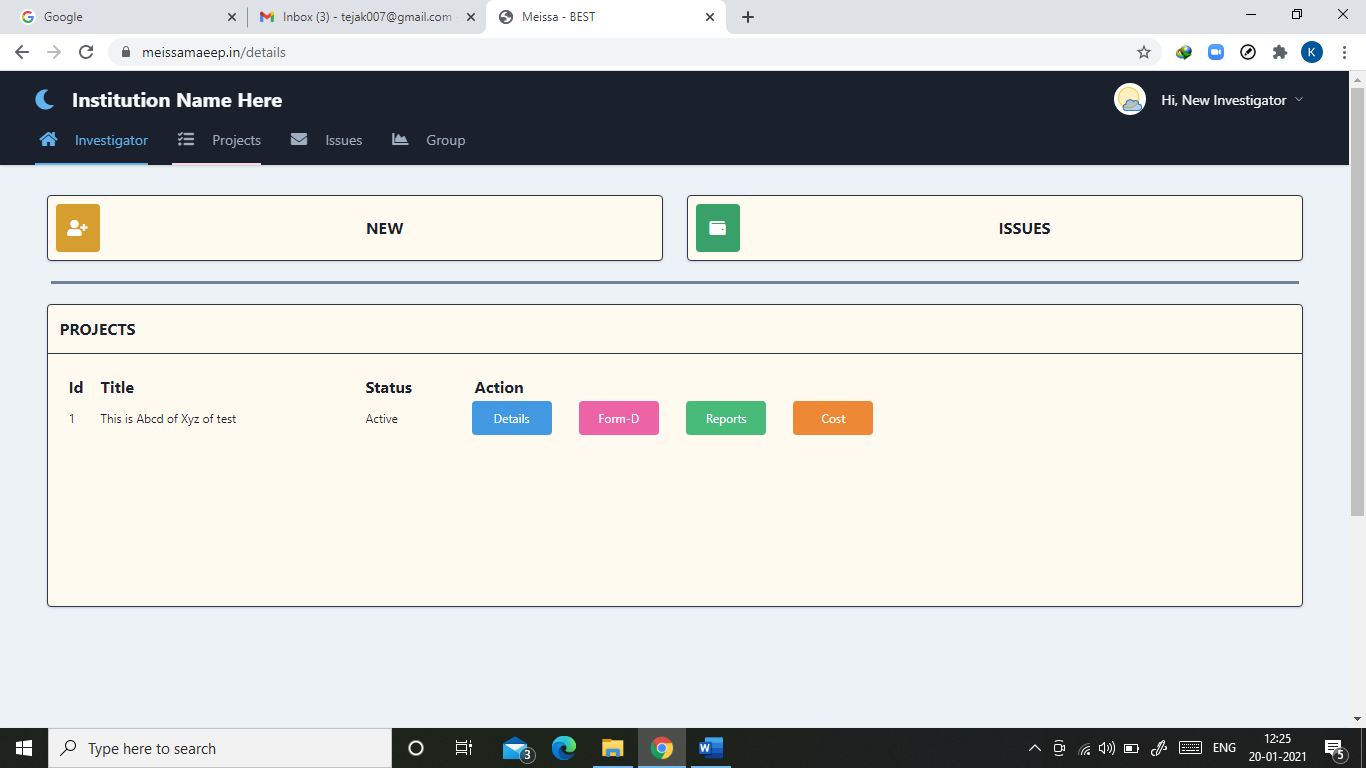 Google
Inbox (3) - tejak007@gmail.com
Meissa - BEST
meissamaeep.in/details
K
Institution Name Here
Hi, New Investigator
Investigator Projects Issues Group
NEW
ISSUES
PROJECTS
Id Title Status Action
1 This is Abcd of Xyz of test Active Details Form-D Reports Cost
Type here to search
3
W
ENG
12:25
20-01-2021
5